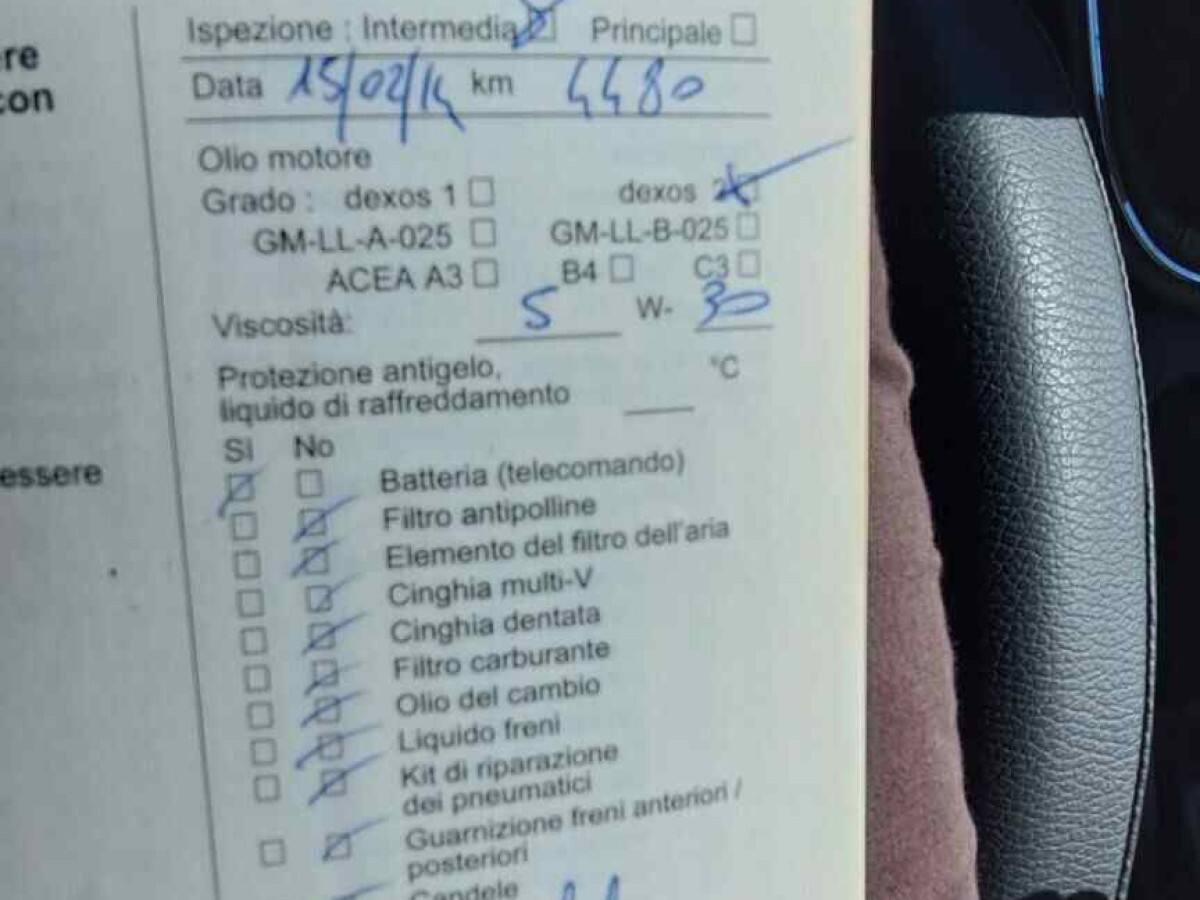 re
con
essere
Ispezione : Intermedia Principale
Data 15/02/14 km 4480
Olio motore
Grado : dexos 1 dexos 2
GM-LL-A-025 GM-LL-B-025
ACEA A3 B4 C3
Viscosità: 5 W- 30
Protezione antigelo, °C
liquido di raffreddamento
Sì No
Batteria (telecomando)
Filtro antipolline
Elemento del filtro dell'aria
Cinghia multi-V
Cinghia dentata
Filtro carburante
Olio del cambio
Liquido freni
Kit di riparazione
dei pneumatici
Guarnizione freni anteriori /
posteriori
Candele